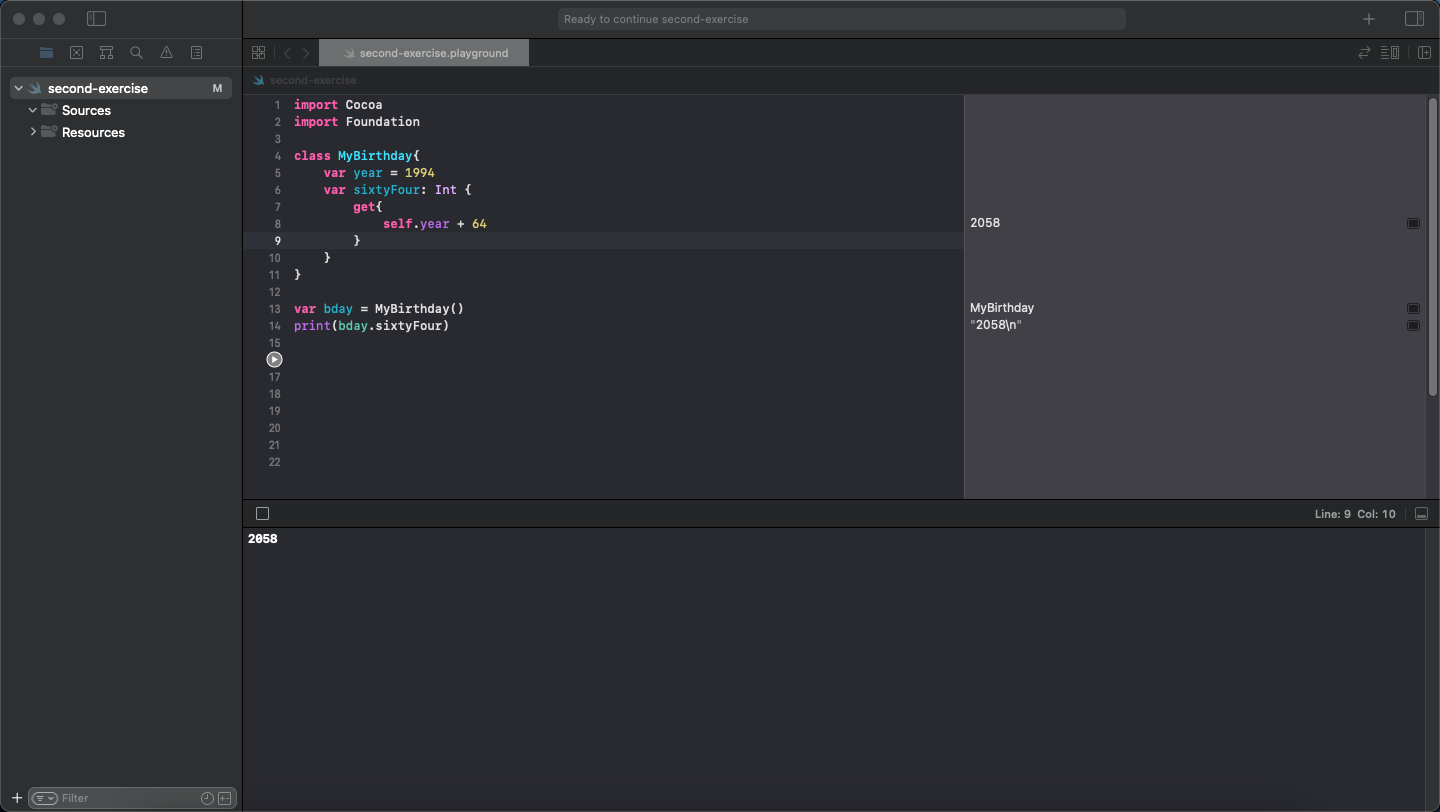 Ready to continue second-exercise
second-exercise.playground
second-exercise M
Sources
Resources
second-exercise
1 import Cocoa
2 import Foundation
3
4 class MyBirthday{
5     var year = 1994
6     var sixtyFour: Int {
7         get{
8             self.year + 64
9         }
10     }
11 }
12
13 var bday = MyBirthday()
14 print(bday.sixtyFour)
15
17
18
19
20
21
22
2058
MyBirthday
"2058\n"
Line: 9 Col: 10
2058
Filter